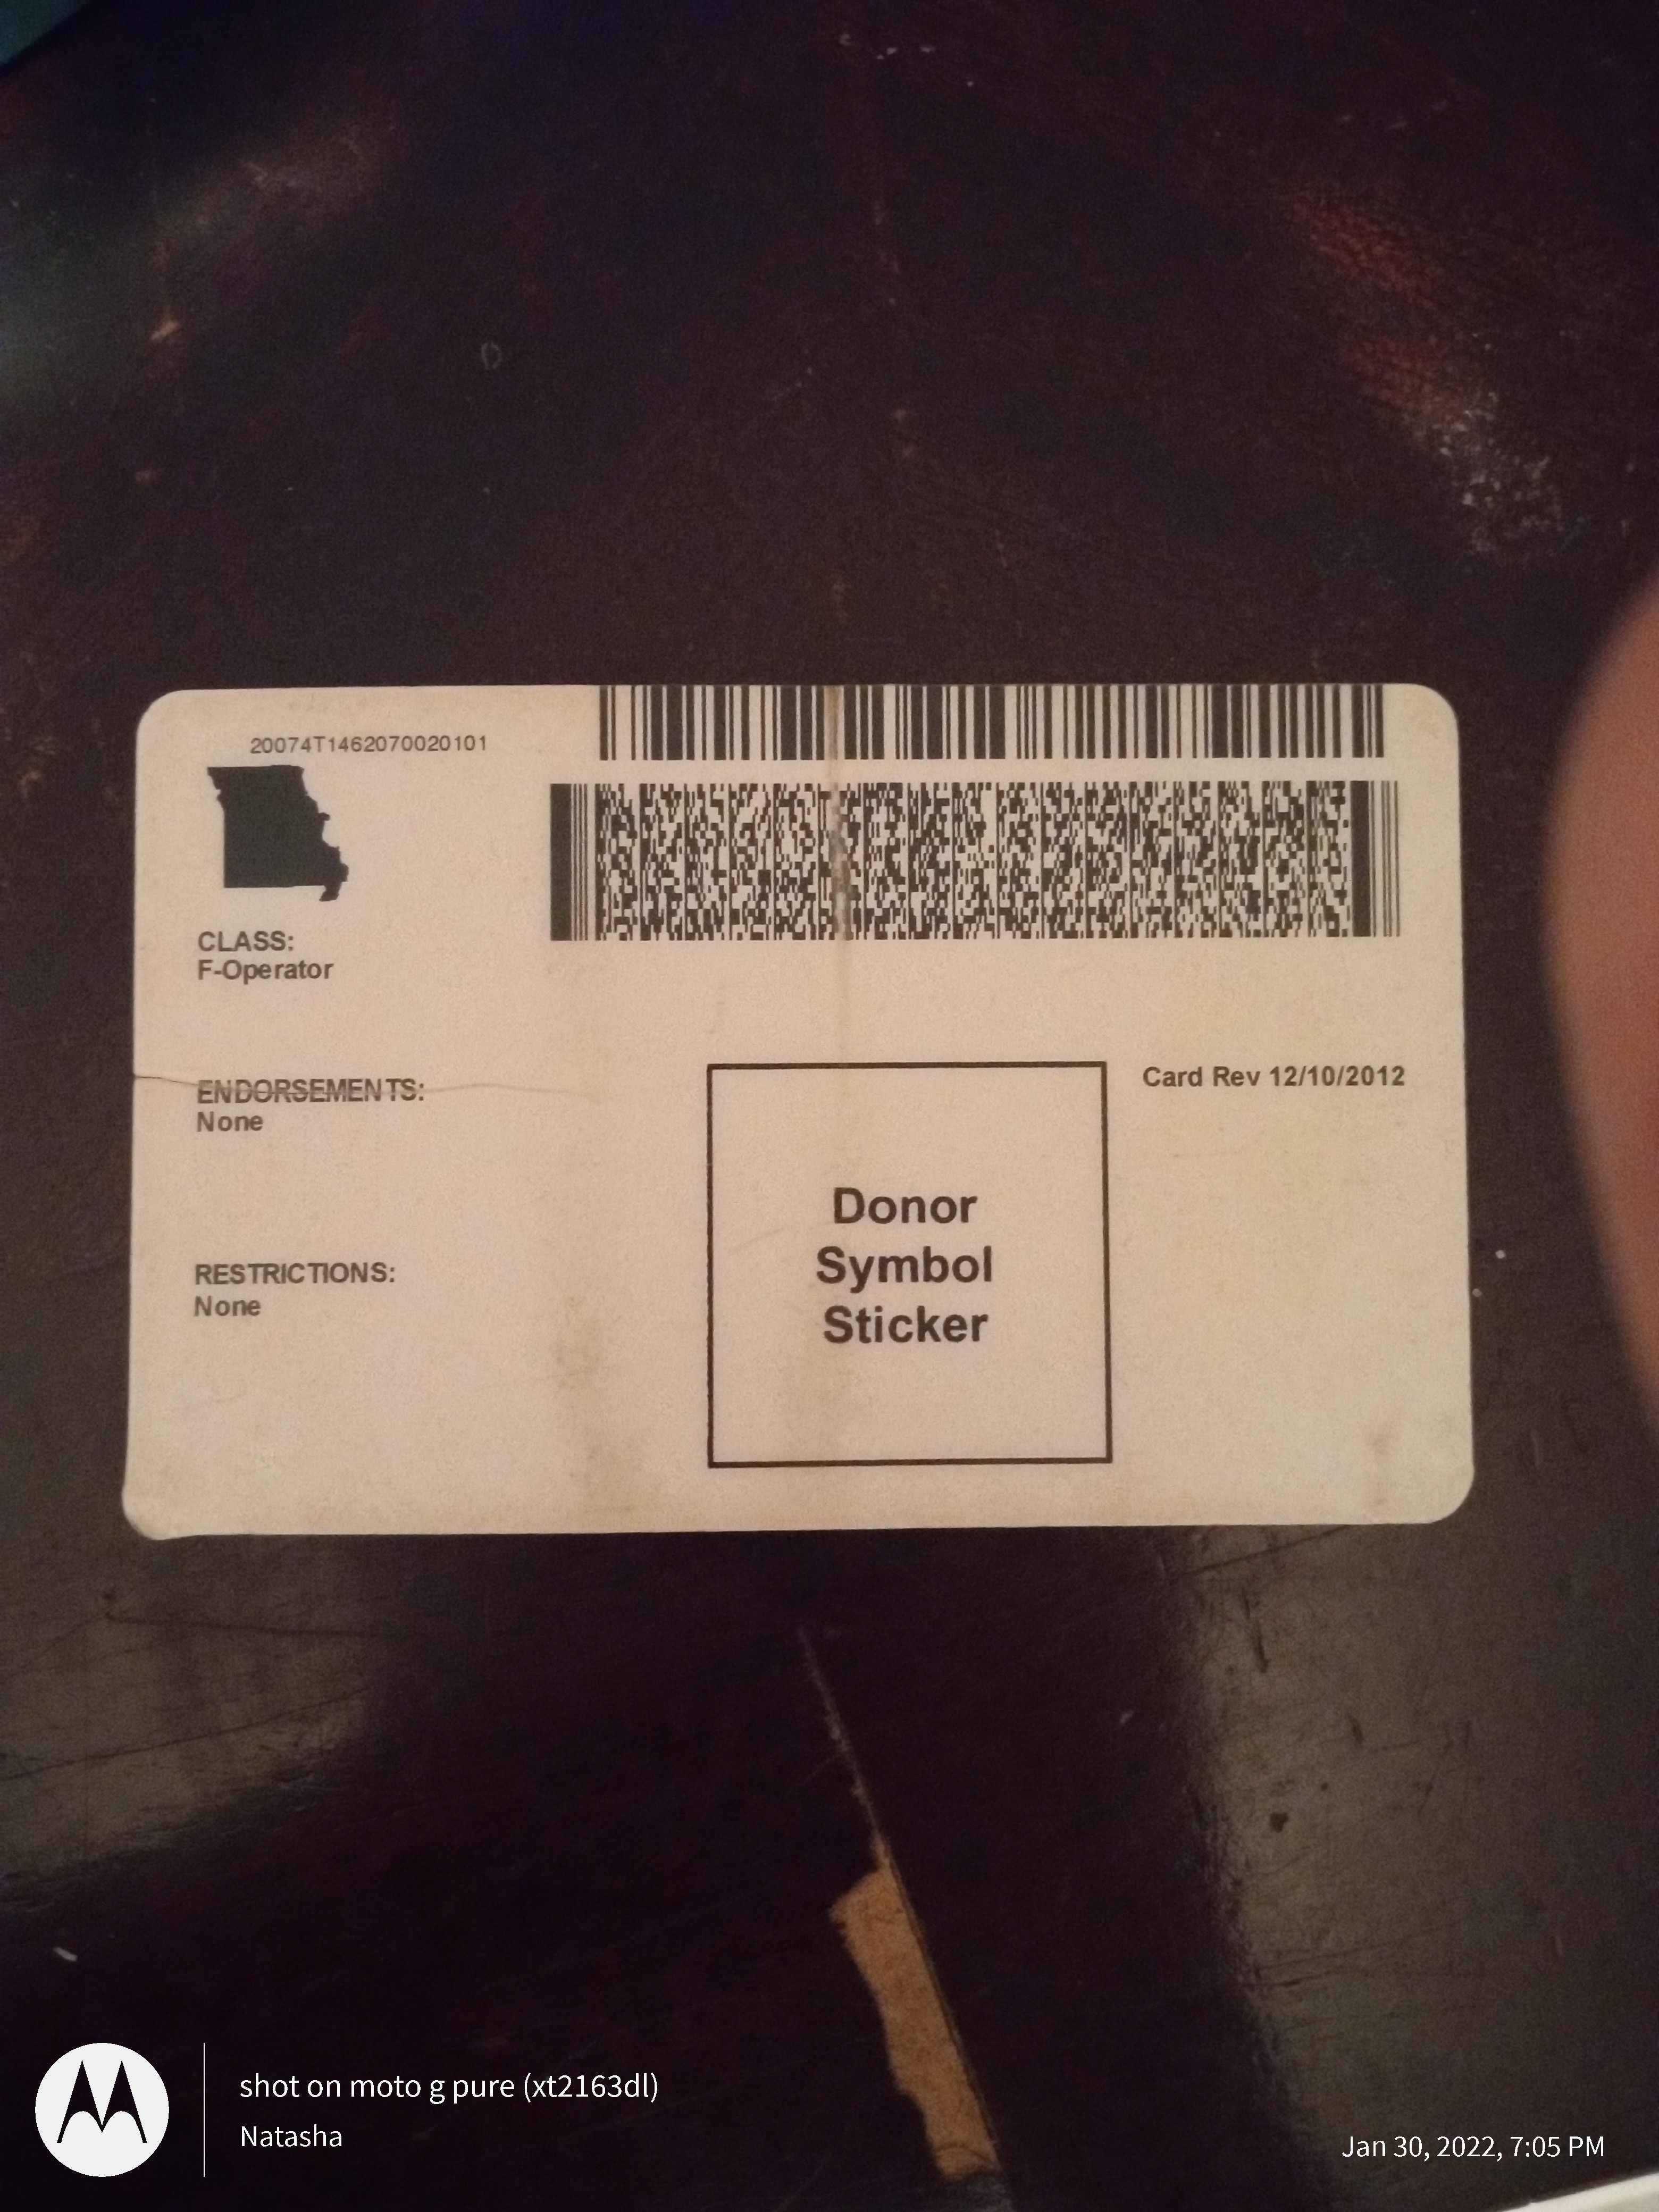 20074T1462070020101
CLASS:
F-Operator
ENDORSEMENTS:
None
RESTRICTIONS:
None
Card Rev 12/10/2012
Donor
Symbol
Sticker
shot on moto g pure (xt2163dl)
Natasha
Jan 30, 2022, 7:05 PM